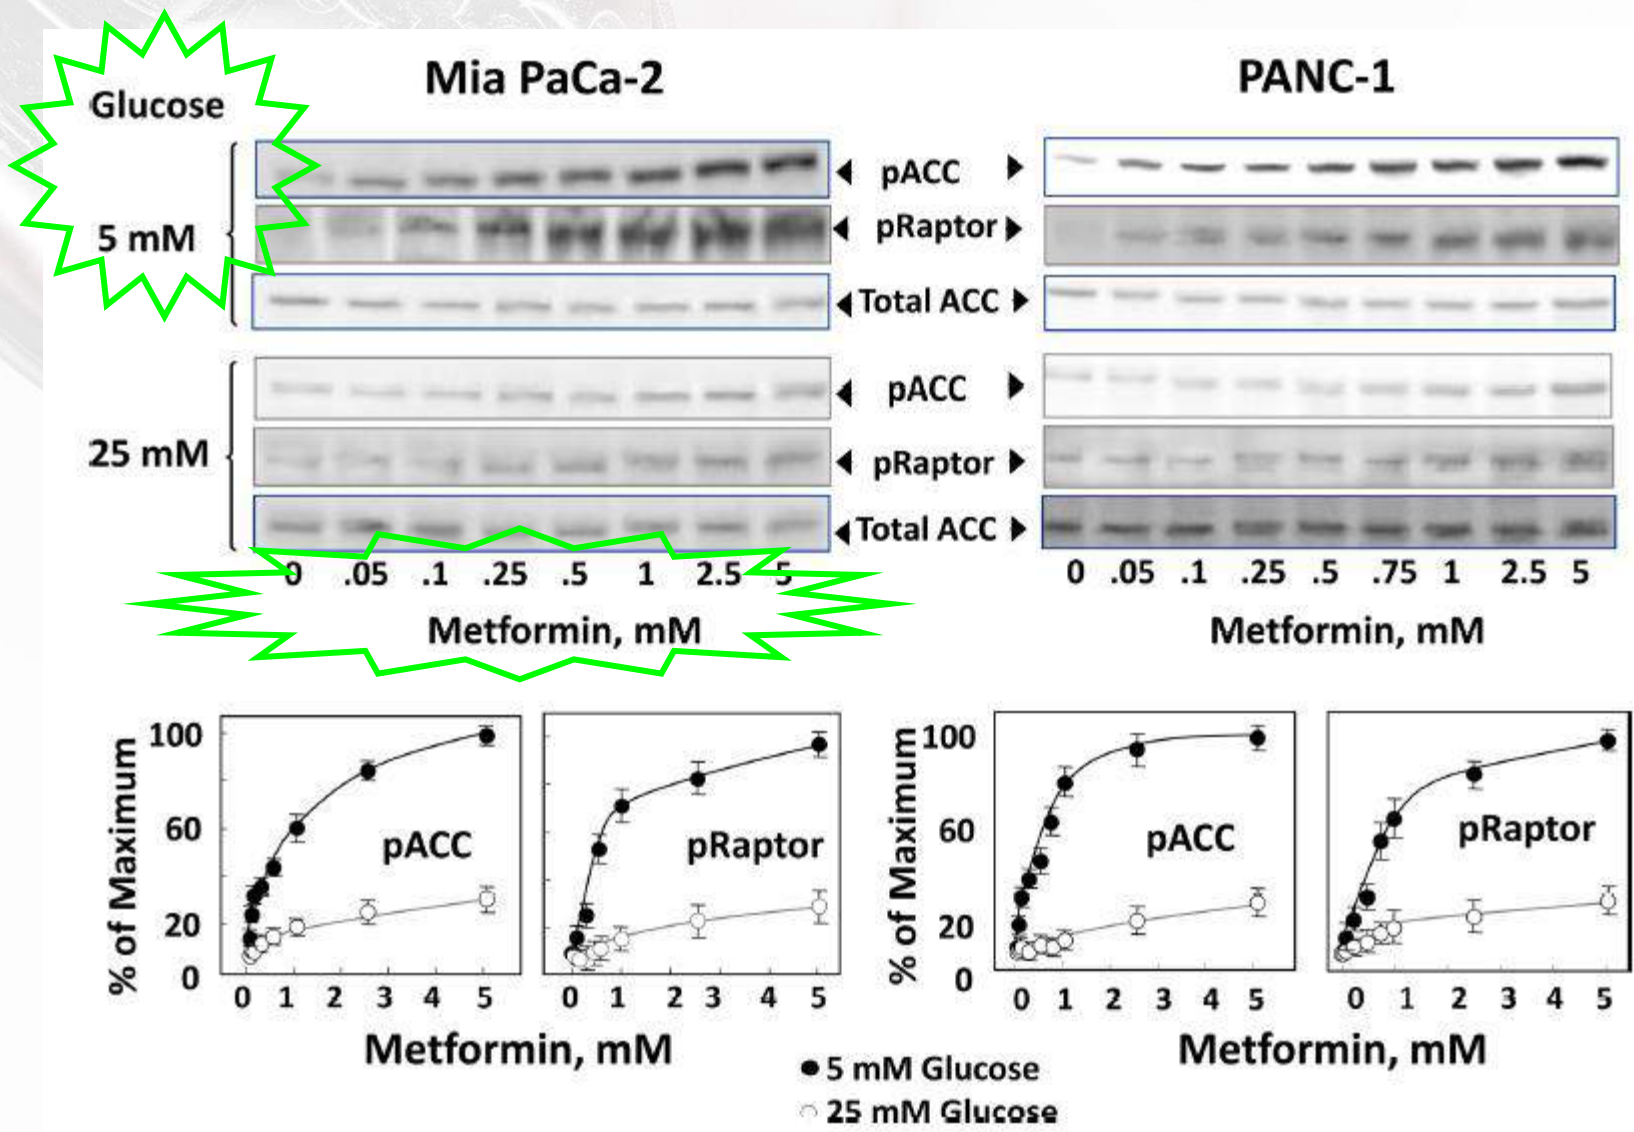 Mia PaCa-2
PANC-1
Glucose
5 mM
pACC
pRaptor
Total ACC
25 mM
pACC
pRaptor
Total ACC
0 .05 .1 .25 .5 1 2.5 5
0 .05 .1 .25 .5 .75 1 2.5 5
Metformin, mM
Metformin, mM
% of Maximum
100
60
20
0
pACC
0 1 2 3 4 5
pRaptor
0 1 2 3 4 5
Metformin, mM
% of Maximum
100
60
20
0
pACC
0 1 2 3 4 5
pRaptor
0 1 2 3 4 5
Metformin, mM
5 mM Glucose
25 mM Glucose